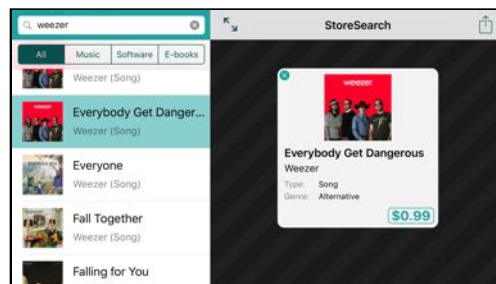 weezer
All Music Software E-books
Weezer (Song)
Everybody Get Danger...
Weezer (Song)
Everyone
Weezer (Song)
Fall Together
Weezer (Song)
Falling for You
StoreSearch
weezer
Everybody Get Dangerous
Weezer
Type: Song
Genre: Alternative
$0.99